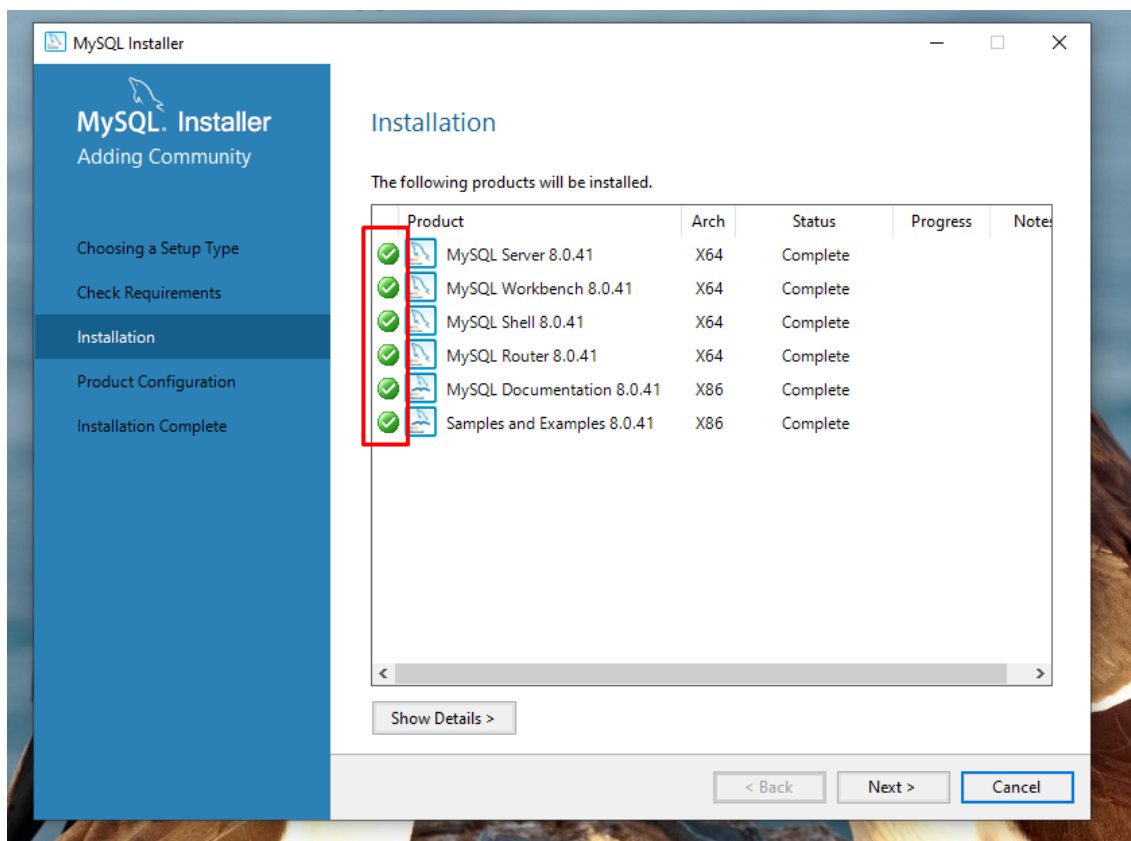 MySQL Installer
MySQL. Installer
Adding Community
Choosing a Setup Type
Check Requirements
Installation
Product Configuration
Installation Complete
Installation
The following products will be installed.
Product Arch Status Progress Notes
MySQL Server 8.0.41 X64 Complete
MySQL Workbench 8.0.41 X64 Complete
MySQL Shell 8.0.41 X64 Complete
MySQL Router 8.0.41 X64 Complete
MySQL Documentation 8.0.41 X86 Complete
Samples and Examples 8.0.41 X86 Complete
Show Details >
< Back Next > Cancel